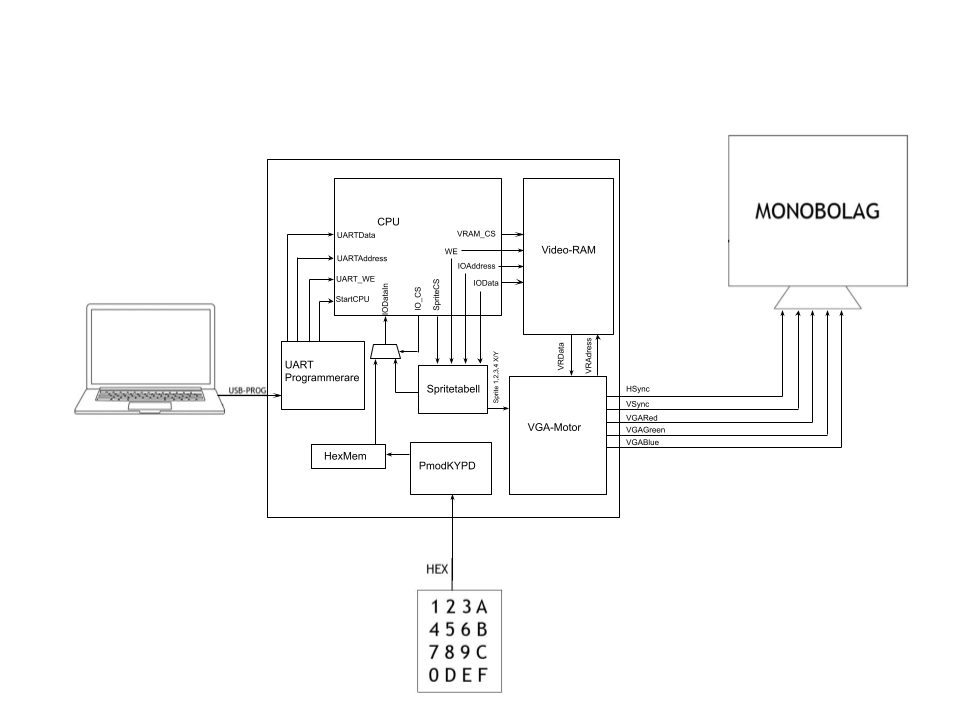 MONOBOLAG
CPU
UARTData
UARTAddress
UART_WE
StartCPU
IODataIn
IO_CS
SpriteCS
VRAM_CS
WE
IOAddress
IOData
Video-RAM
UART
Programmerare
USB-PROG
Spritetabell
Sprite 1,2,3,4 X/Y
VRData
VRAdress
VGA-Motor
HSync
VSync
VGARed
VGAGreen
VGABlue
HexMem
PmodKYPD
HEX
1 2 3 A
4 5 6 B
7 8 9 C
0 D E F